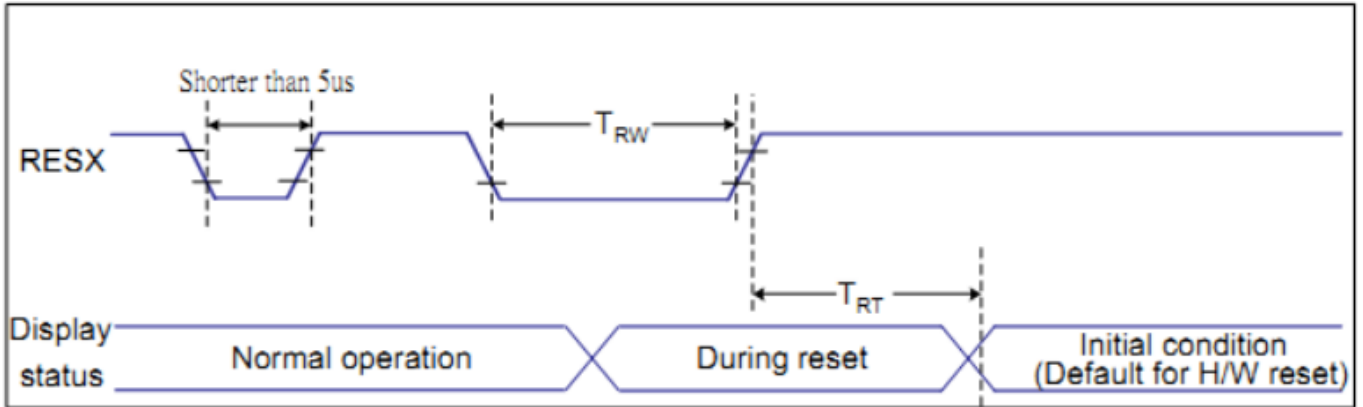 Shorter than 5us
RESX
TRW
TRT
Display
status
Normal operation
During reset
Initial condition
(Default for H/W reset)